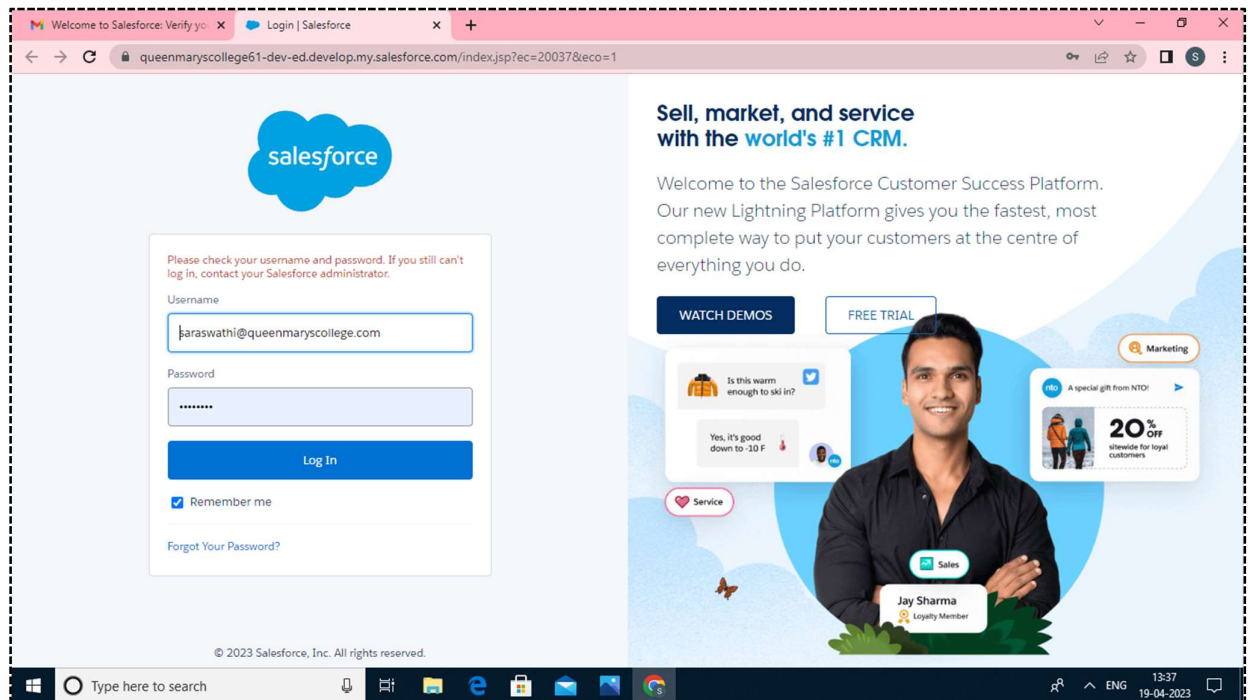 Welcome to Salesforce: Verify yo
Login | Salesforce
queenmaryscollege61-dev-ed.develop.my.salesforce.com/index.jsp?ec=20037&eco=1
S
salesforce
Please check your username and password. If you still can't
log in, contact your Salesforce administrator.
Username
saraswathi@queenmaryscollege.com
Password
Log In
Remember me
Forgot Your Password?
© 2023 Salesforce, Inc. All rights reserved.
Sell, market, and service
with the world's #1 CRM.
Welcome to the Salesforce Customer Success Platform.
Our new Lightning Platform gives you the fastest, most
complete way to put your customers at the centre of
everything you do.
WATCH DEMOS
FREE TRIAL
Marketing
Is this warm
enough to ski in?
Yes, it's good
down to -10 F
nto
Service
nto
A special gift from NTO!
20% OFF
sitewide for loyal
customers
Sales
Jay Sharma
Loyalty Member
Type here to search
ENG
13:37
19-04-2023